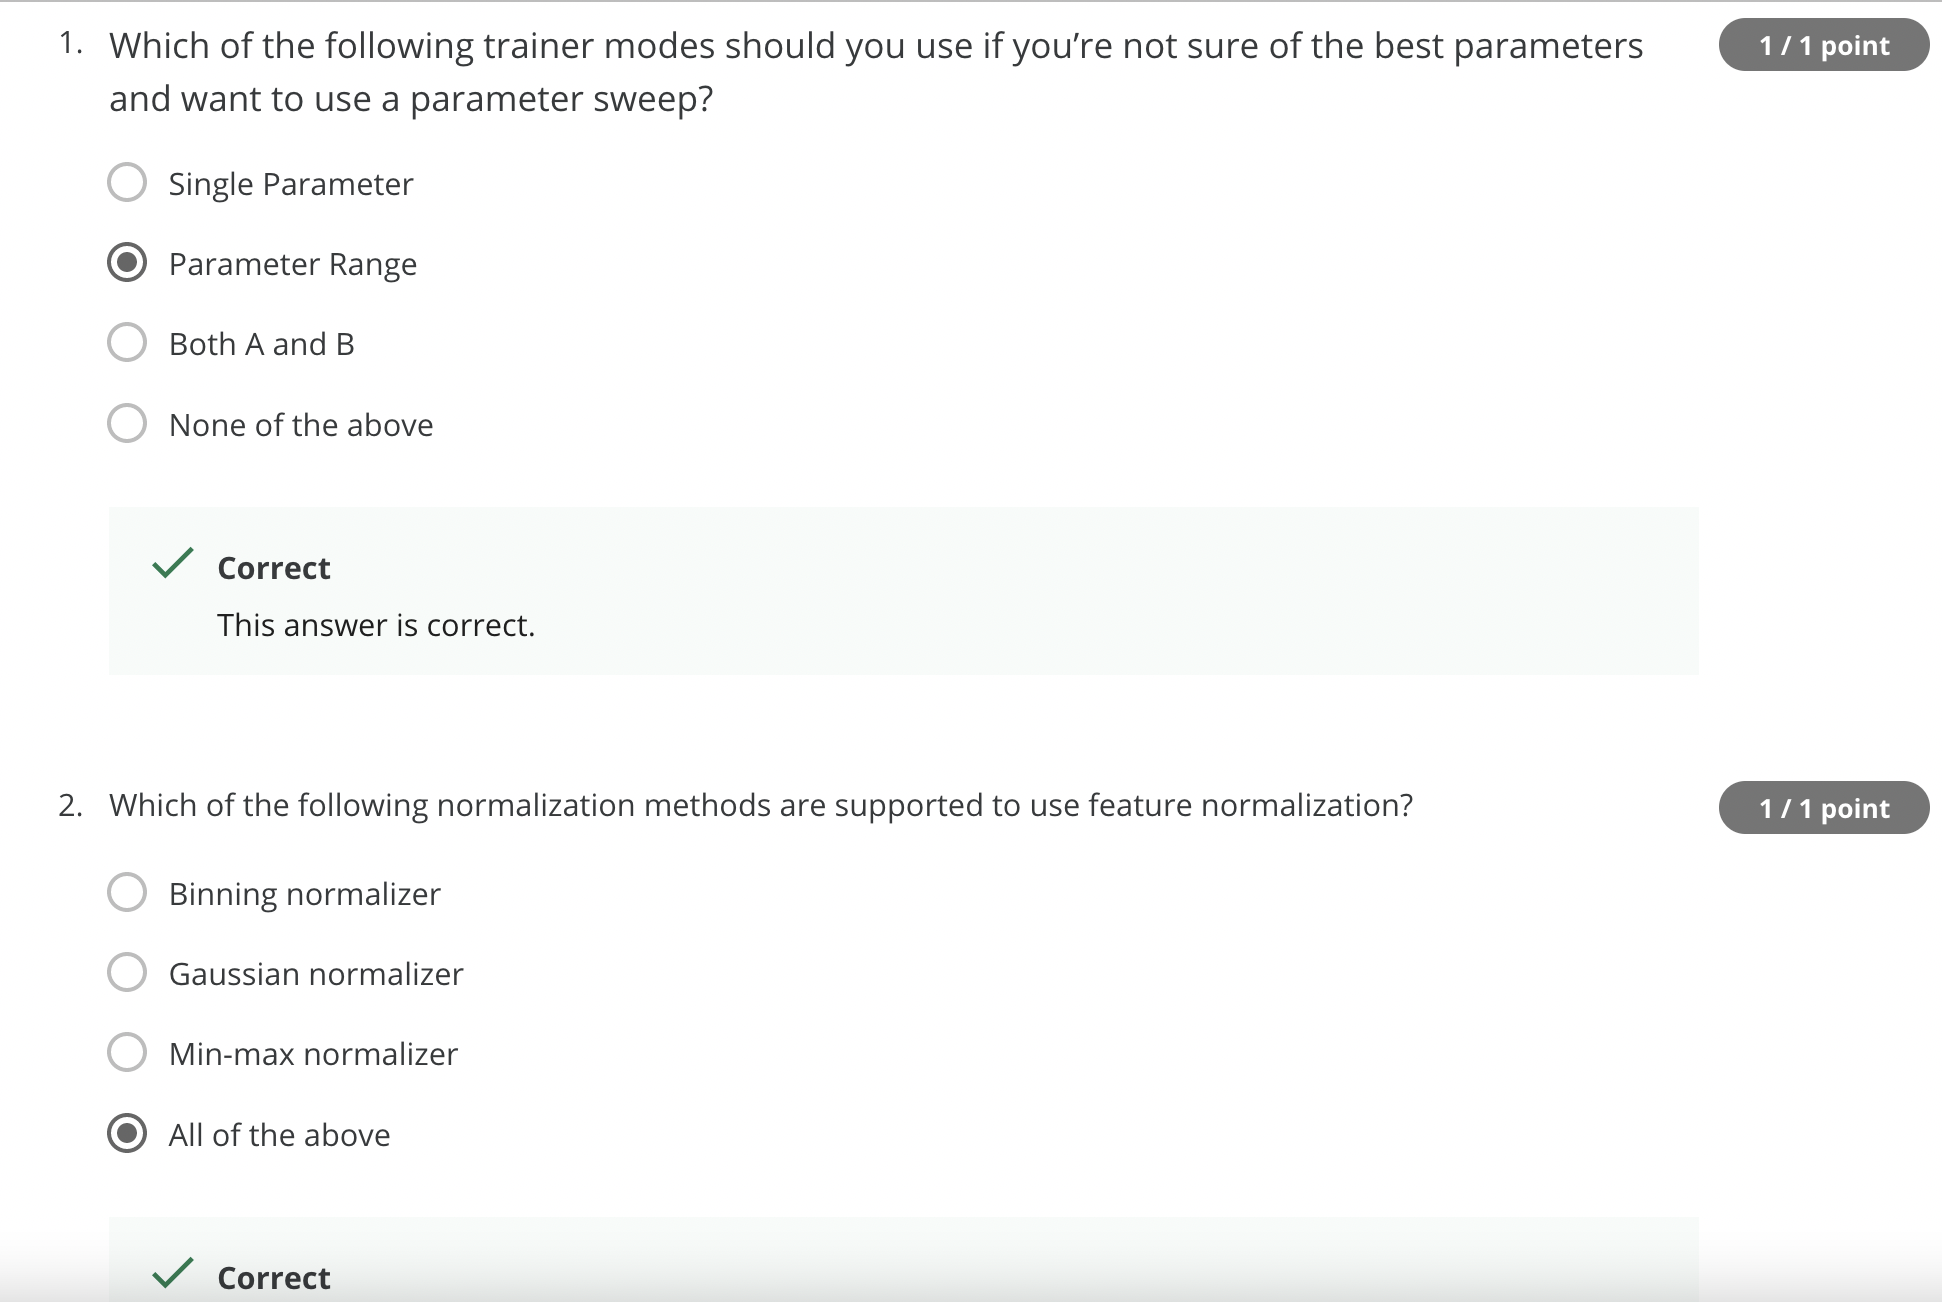 1. Which of the following trainer modes should you use if you’re not sure of the best parameters
and want to use a parameter sweep?
1 / 1 point
Single Parameter
Parameter Range
Both A and B
None of the above
Correct
This answer is correct.
2. Which of the following normalization methods are supported to use feature normalization?
1 / 1 point
Binning normalizer
Gaussian normalizer
Min-max normalizer
All of the above
Correct